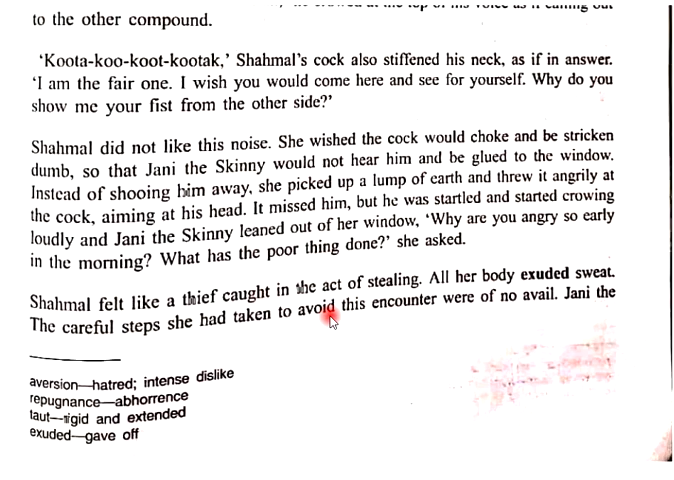 to the other compound.
'Koota-koo-koot-kootak,' Shahmal's cock also stiffened his neck, as if in answer.
'I am the fair one. I wish you would come here and see for yourself. Why do you
show me your fist from the other side?'
Shahmal did not like this noise. She wished the cock would choke and be stricken
dumb, so that Jani the Skinny would not hear him and be glued to the window.
Instead of shooing him away, she picked up a lump of earth and threw it angrily at
the cock, aiming at his head. It missed him, but he was startled and started crowing
loudly and Jani the Skinny leaned out of her window, 'Why are you angry so early
in the morning? What has the poor thing done?' she asked.
Shahmal felt like a thief caught in the act of stealing. All her body exuded sweat.
The careful steps she had taken to avoid this encounter were of no avail. Jani the
aversion—hatred; intense dislike
repugnance—abhorrence
taut—rigid and extended
exuded—gave off